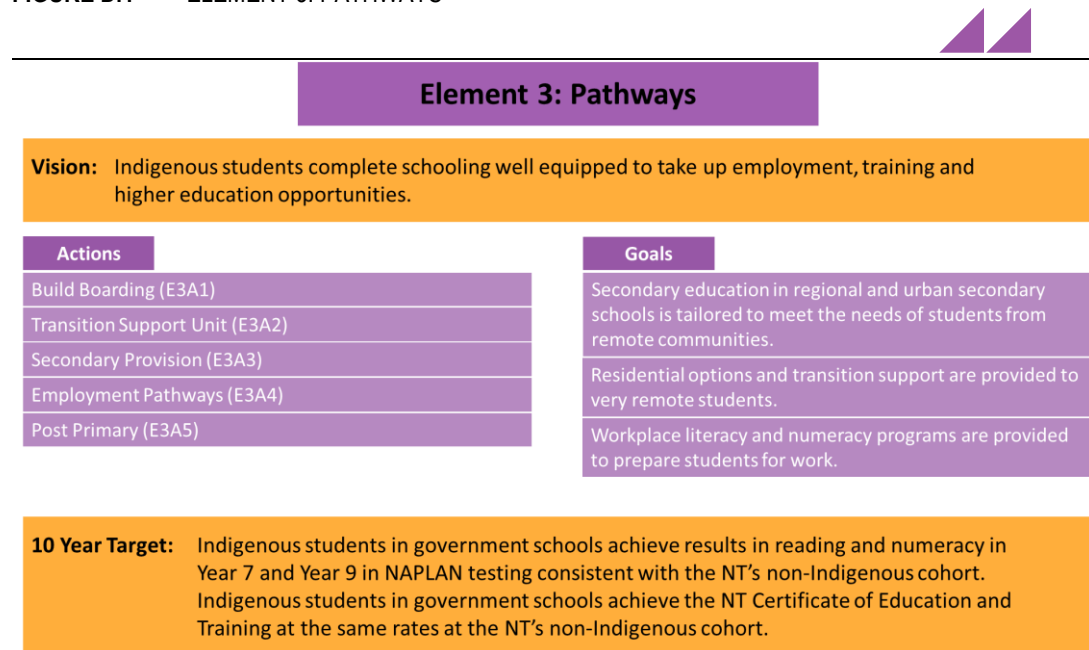 Element 3: Pathways
Vision: Indigenous students complete schooling well equipped to take up employment, training and
higher education opportunities.
Actions
Build Boarding (E3A1)
Transition Support Unit (E3A2)
Secondary Provision (E3A3)
Employment Pathways (E3A4)
Post Primary (E3A5)
Goals
Secondary education in regional and urban secondary
schools is tailored to meet the needs of students from
remote communities.
Residential options and transition support are provided to
very remote students.
Workplace literacy and numeracy programs are provided
to prepare students for work.
10 Year Target: Indigenous students in government schools achieve results in reading and numeracy in
Year 7 and Year 9 in NAPLAN testing consistent with the NT’s non-Indigenous cohort.
Indigenous students in government schools achieve the NT Certificate of Education and
Training at the same rates at the NT’s non-Indigenous cohort.